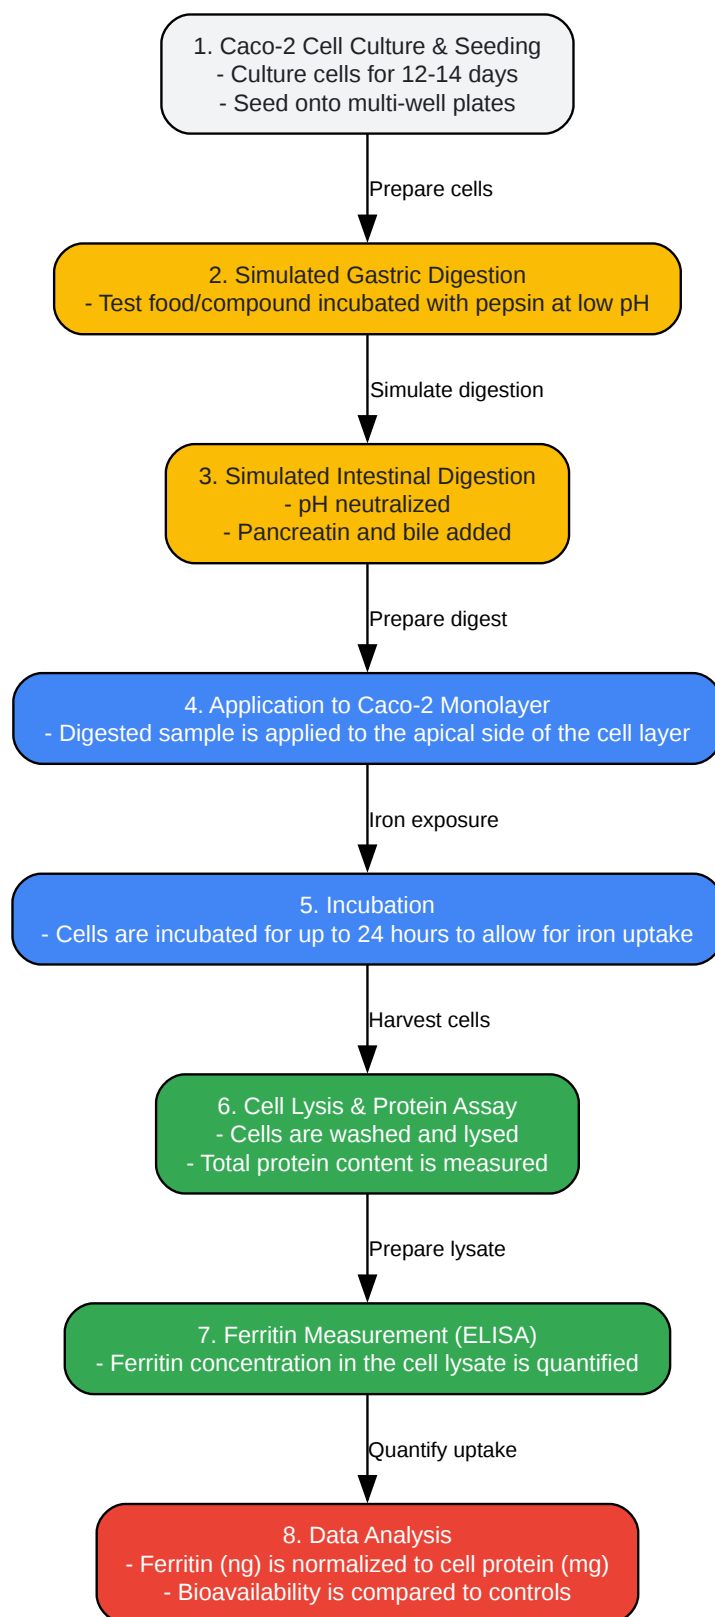 1. Caco-2 Cell Culture & Seeding
- Culture cells for 12-14 days
- Seed onto multi-well plates
Prepare cells
2. Simulated Gastric Digestion
- Test food/compound incubated with pepsin at low pH
Simulate digestion
3. Simulated Intestinal Digestion
- pH neutralized
- Pancreatin and bile added
Prepare digest
4. Application to Caco-2 Monolayer
- Digested sample is applied to the apical side of the cell layer
Iron exposure
5. Incubation
- Cells are incubated for up to 24 hours to allow for iron uptake
Harvest cells
6. Cell Lysis & Protein Assay
- Cells are washed and lysed
- Total protein content is measured
Prepare lysate
7. Ferritin Measurement (ELISA)
- Ferritin concentration in the cell lysate is quantified
Quantify uptake
8. Data Analysis
- Ferritin (ng) is normalized to cell protein (mg)
- Bioavailability is compared to controls